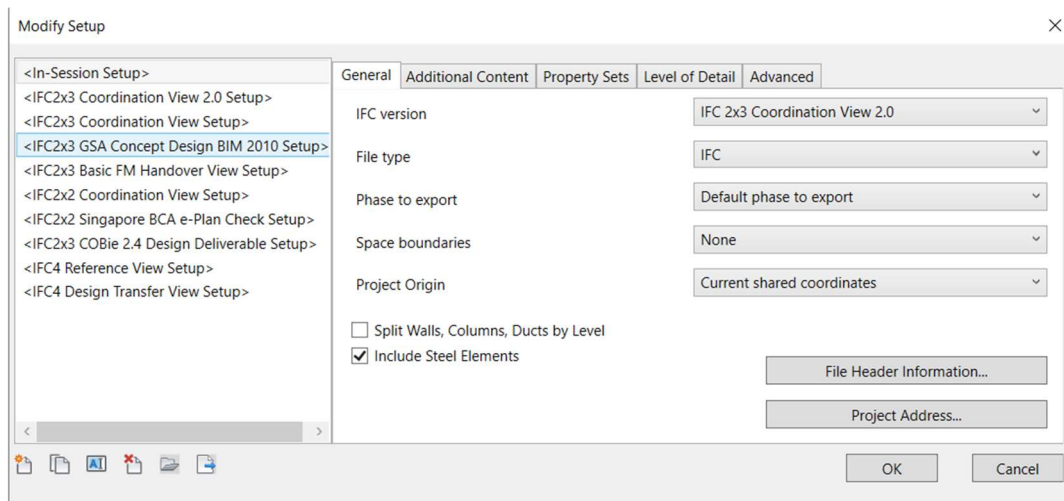 Modify Setup
<In-Session Setup>
<IFC2x3 Coordination View 2.0 Setup>
<IFC2x3 Coordination View Setup>
<IFC2x3 GSA Concept Design BIM 2010 Setup>
<IFC2x3 Basic FM Handover View Setup>
<IFC2x2 Coordination View Setup>
<IFC2x2 Singapore BCA e-Plan Check Setup>
<IFC2x3 COBie 2.4 Design Deliverable Setup>
<IFC4 Reference View Setup>
<IFC4 Design Transfer View Setup>
General Additional Content Property Sets Level of Detail Advanced
IFC version IFC 2x3 Coordination View 2.0
File type IFC
Phase to export Default phase to export
Space boundaries None
Project Origin Current shared coordinates
Split Walls, Columns, Ducts by Level
Include Steel Elements
File Header Information...
Project Address...
AI
OK Cancel